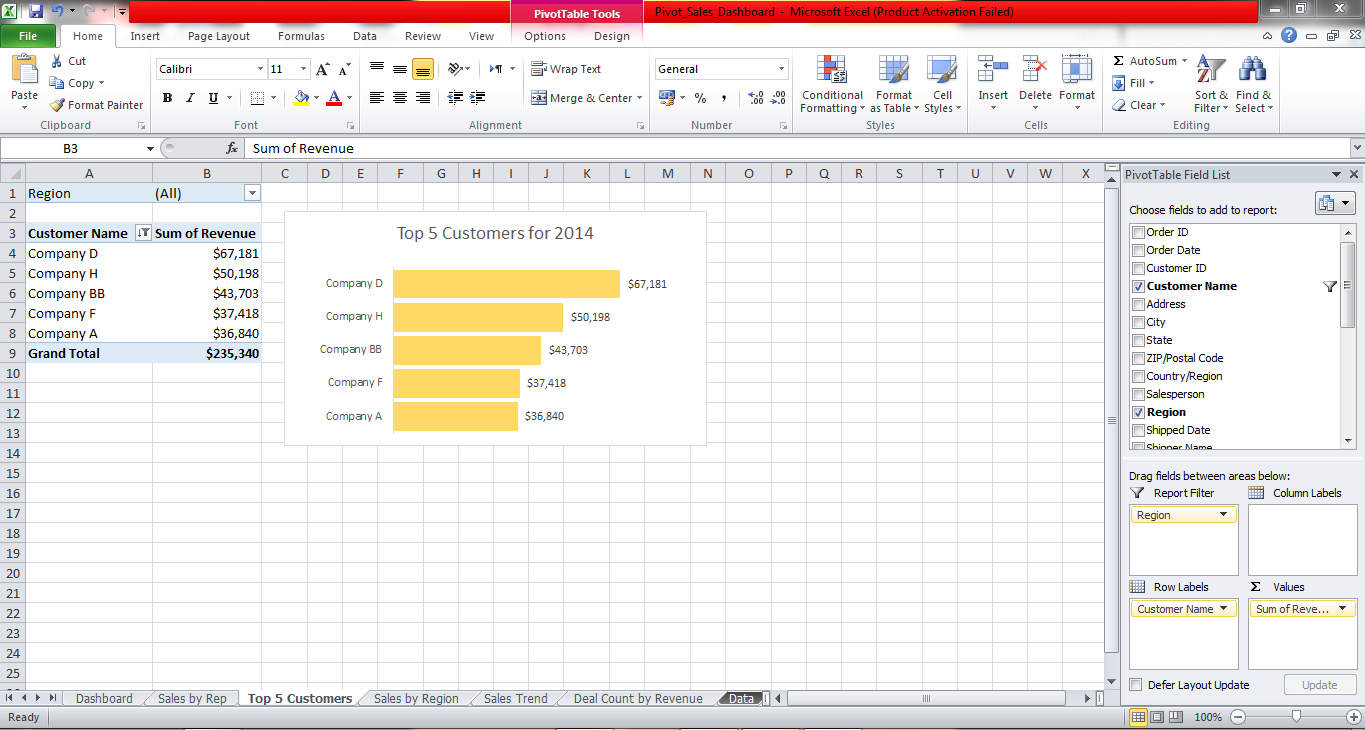 PivotTable Tools
Pivot_Sales_Dashboard - Microsoft Excel (Product Activation Failed)
File Home Insert Page Layout Formulas Data Review View Options Design
Paste
Cut
Copy
Format Painter
Clipboard
Calibri 11
B I U A
Font
Wrap Text
Merge & Center
Alignment
General
% ,
Number
Conditional Formatting
Format as Table
Cell Styles
Styles
Insert Delete Format
Cells
Σ AutoSum
Fill
Clear
Sort & Filter
Find & Select
Editing
B3 fx Sum of Revenue
A B C D E F G H I J K L M N O P Q R S T U V W X
1 Region (All)
2
3 Customer Name Sum of Revenue
4 Company D $67,181
5 Company H $50,198
6 Company BB $43,703
7 Company F $37,418
8 Company A $36,840
9 Grand Total $235,340
10
11
12
13
14
15
16
17
18
19
20
21
22
23
24
25
Top 5 Customers for 2014
Company D $67,181
Company H $50,198
Company BB $43,703
Company F $37,418
Company A $36,840
PivotTable Field List
Choose fields to add to report:
Order ID
Order Date
Customer ID
Customer Name
Address
City
State
ZIP/Postal Code
Country/Region
Salesperson
Region
Shipped Date
Shipper Name
Drag fields between areas below:
Report Filter Column Labels
Region
Row Labels Σ Values
Customer Name Sum of Reve...
Defer Layout Update Update
Dashboard Sales by Rep Top 5 Customers Sales by Region Sales Trend Deal Count by Revenue Data
Ready 100%